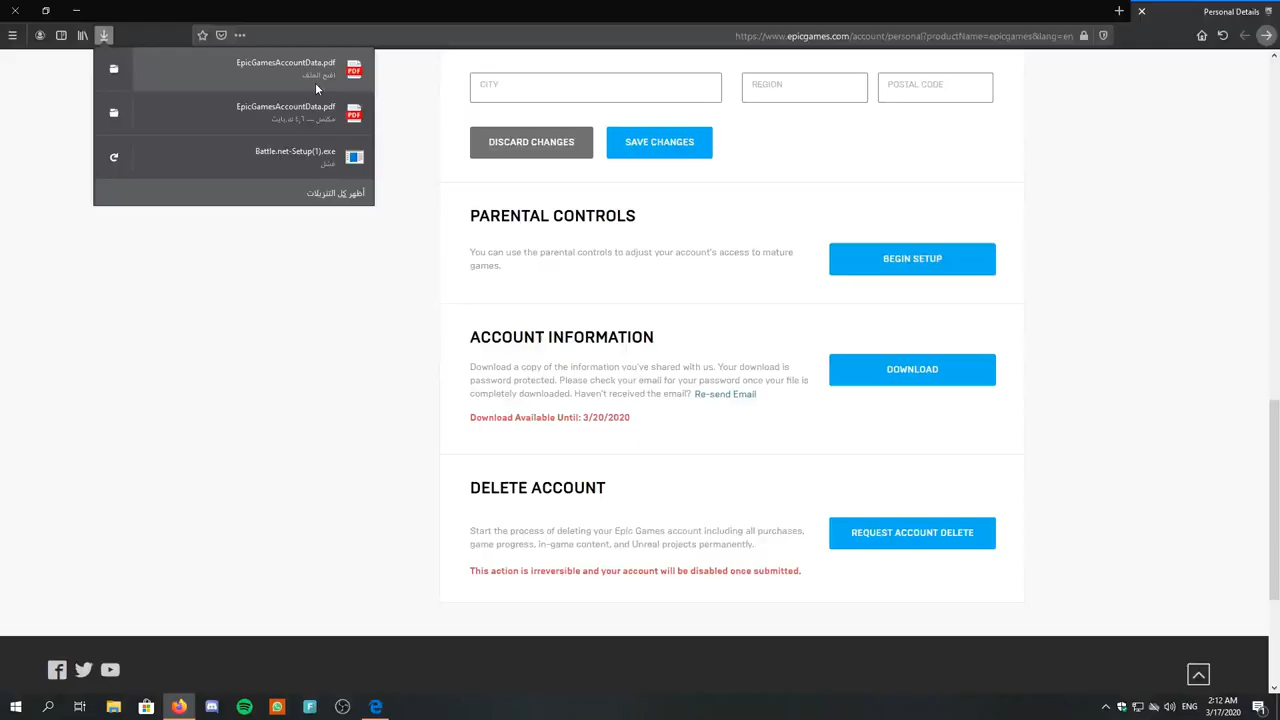 Personal Details
https://www.epicgames.com/account/personal?productName=epicgames&lang=en
EpicGamesAccountData.pdf
افتح الملف
EpicGamesAccountData.pdf
مكتمل — ٤٫٦ م.بايت
Battle.net-Setup(1).exe
فشل
أظهر كل التنزيلات
CITY
REGION
POSTAL CODE
DISCARD CHANGES
SAVE CHANGES
PARENTAL CONTROLS
You can use the parental controls to adjust your account's access to mature
games.
BEGIN SETUP
ACCOUNT INFORMATION
Download a copy of the information you've shared with us. Your download is
password protected. Please check your email for your password once your file is
completely downloaded. Haven't received the email? Re-send Email
DOWNLOAD
Download Available Until: 3/20/2020
DELETE ACCOUNT
Start the process of deleting your Epic Games account including all purchases,
game progress, in-game content, and Unreal projects permanently.
REQUEST ACCOUNT DELETE
This action is irreversible and your account will be disabled once submitted.
ENG
2:12 AM
3/17/2020